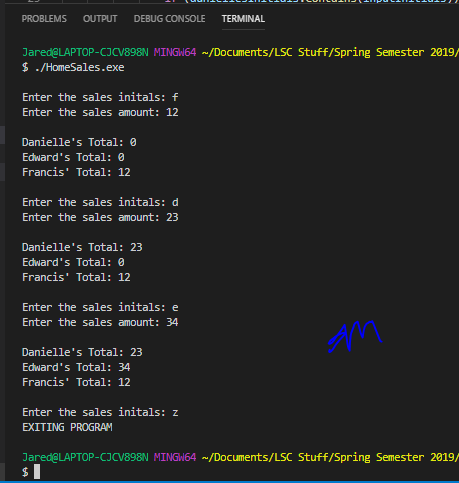 if (daniellesInitials.Contains(inputInitials))
PROBLEMS OUTPUT DEBUG CONSOLE TERMINAL
Jared@LAPTOP-CJCV898N MINGW64 ~/Documents/LSC Stuff/Spring Semester 2019/
$ ./HomeSales.exe
Enter the sales initals: f
Enter the sales amount: 12
Danielle's Total: 0
Edward's Total: 0
Francis' Total: 12
Enter the sales initals: d
Enter the sales amount: 23
Danielle's Total: 23
Edward's Total: 0
Francis' Total: 12
Enter the sales initals: e
Enter the sales amount: 34
Danielle's Total: 23
Edward's Total: 34
Francis' Total: 12
Enter the sales initals: z
EXITING PROGRAM
Jared@LAPTOP-CJCV898N MINGW64 ~/Documents/LSC Stuff/Spring Semester 2019/
$